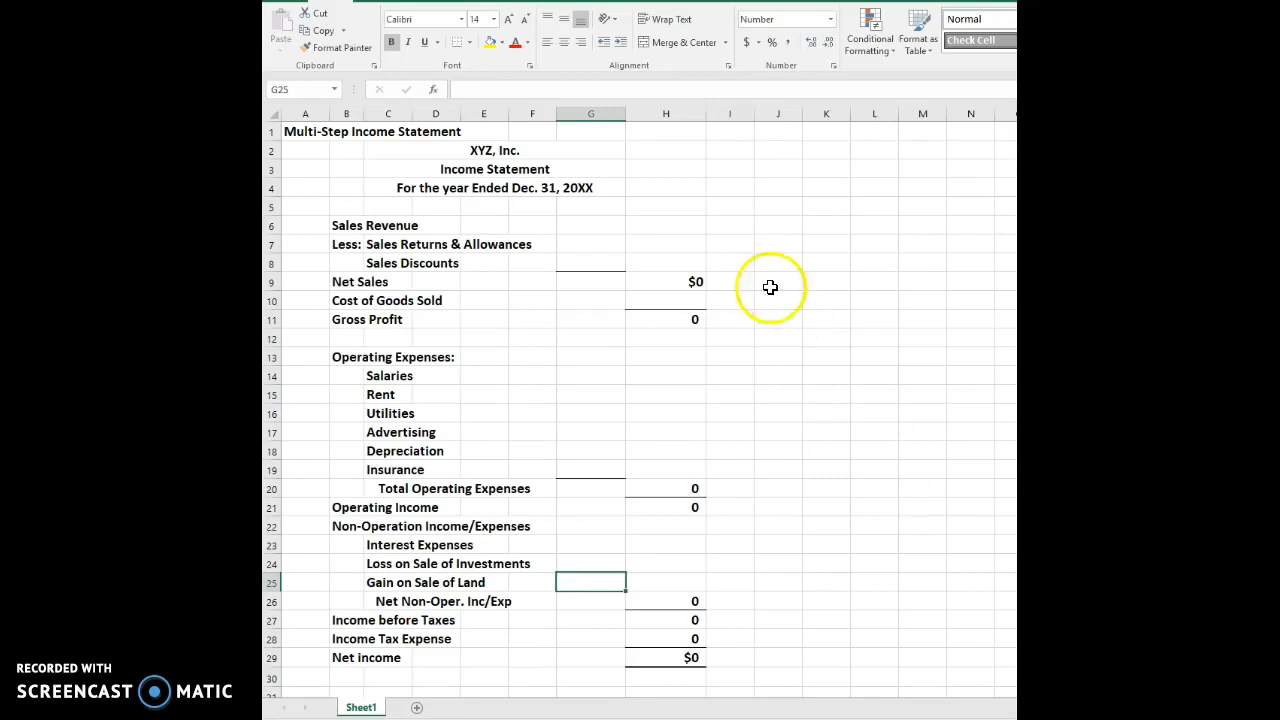 Cut
Copy
Format Painter
Paste
Clipboard
Calibri 14
B I U
Font
Wrap Text
Merge & Center
Alignment
Number
$ % ,
Number
Conditional Formatting
Format as Table
Normal
Check Cell
G25 fx
A B C D E F G H I J K L M N
1 Multi-Step Income Statement
2 XYZ, Inc.
3 Income Statement
4 For the year Ended Dec. 31, 20XX
5
6 Sales Revenue
7 Less: Sales Returns & Allowances
8 Sales Discounts
9 Net Sales $0
10 Cost of Goods Sold
11 Gross Profit 0
12
13 Operating Expenses:
14 Salaries
15 Rent
16 Utilities
17 Advertising
18 Depreciation
19 Insurance
20 Total Operating Expenses 0
21 Operating Income 0
22 Non-Operation Income/Expenses
23 Interest Expenses
24 Loss on Sale of Investments
25 Gain on Sale of Land
26 Net Non-Oper. Inc/Exp 0
27 Income before Taxes 0
28 Income Tax Expense 0
29 Net income $0
30
Sheet1
RECORDED WITH
SCREENCAST MATIC